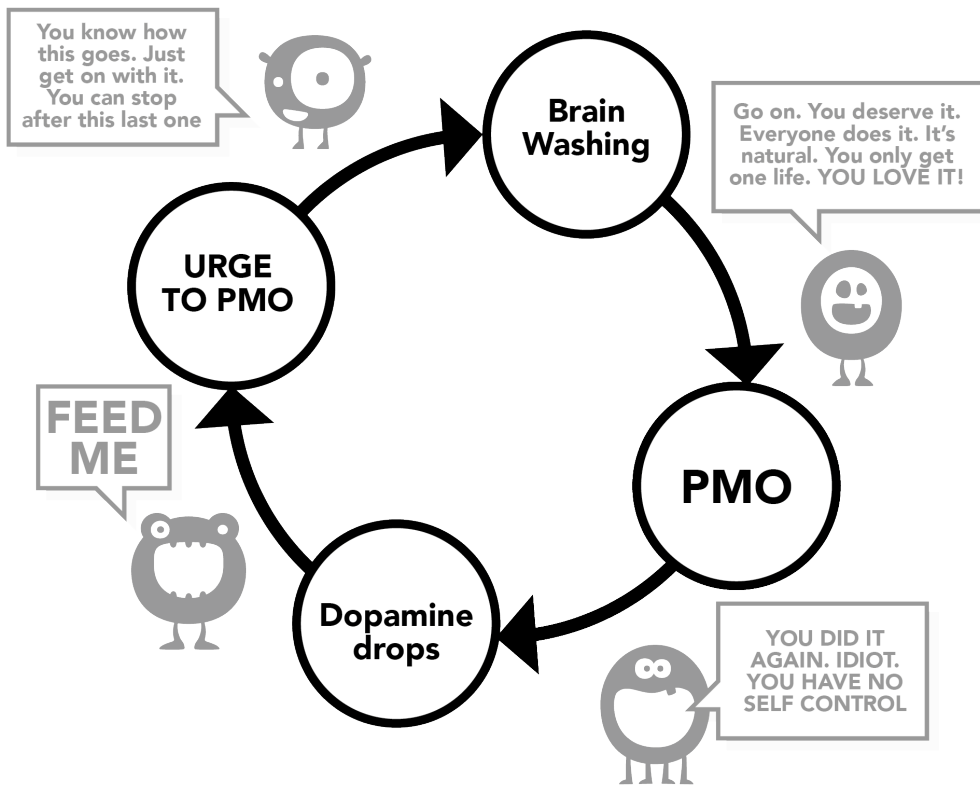 You know how
this goes. Just
get on with it.
You can stop
after this last one
Brain
Washing
Go on. You deserve it.
Everyone does it. It's
natural. You only get
one life. YOU LOVE IT!
URGE
TO PMO
FEED
ME
PMO
Dopamine
drops
YOU DID IT
AGAIN. IDIOT.
YOU HAVE NO
SELF CONTROL